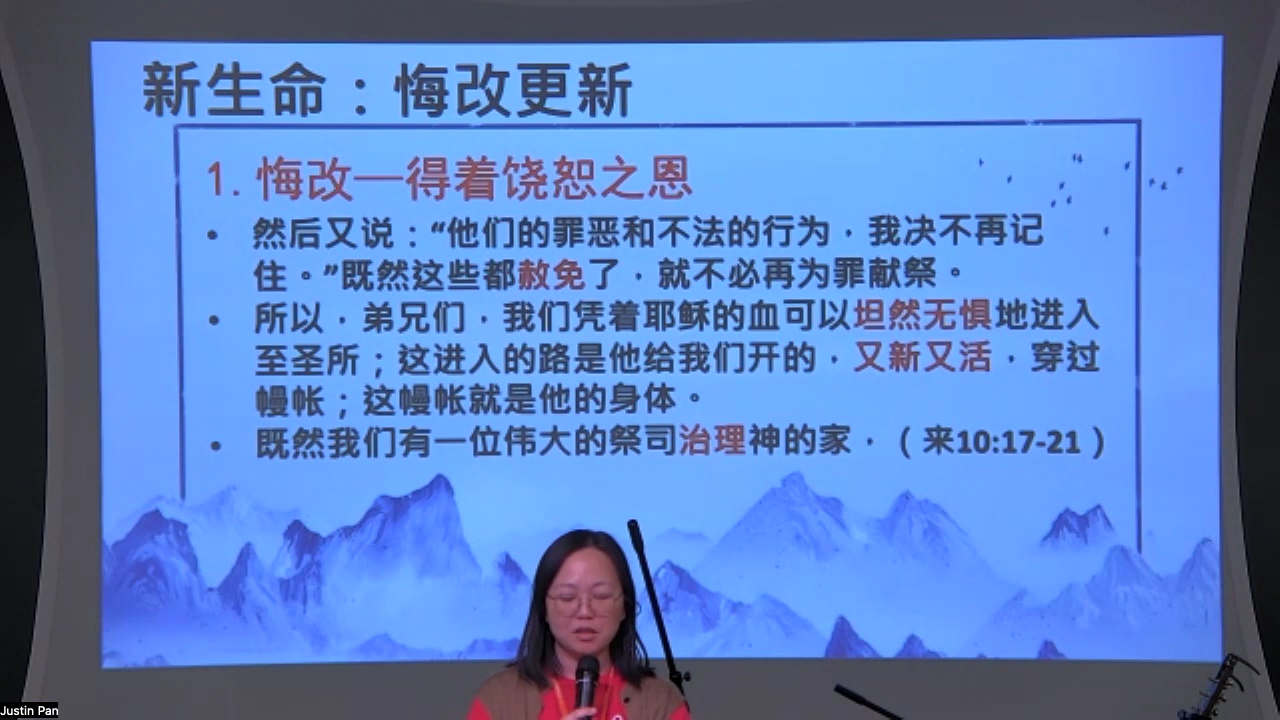 新生命：悔改更新
1. 悔改—得着饶恕之恩
• 然后又说：“他们的罪恶和不法的行为，我决不再记
住。”既然这些都赦免了，就不必再为罪献祭。
• 所以，弟兄们，我们凭着耶稣的血可以坦然无惧地进入
至圣所；这进入的路是他给我们开的，又新又活，穿过
幔帐；这幔帐就是他的身体。
• 既然我们有一位伟大的祭司治理神的家，（来10:17-21）
Justin Pan